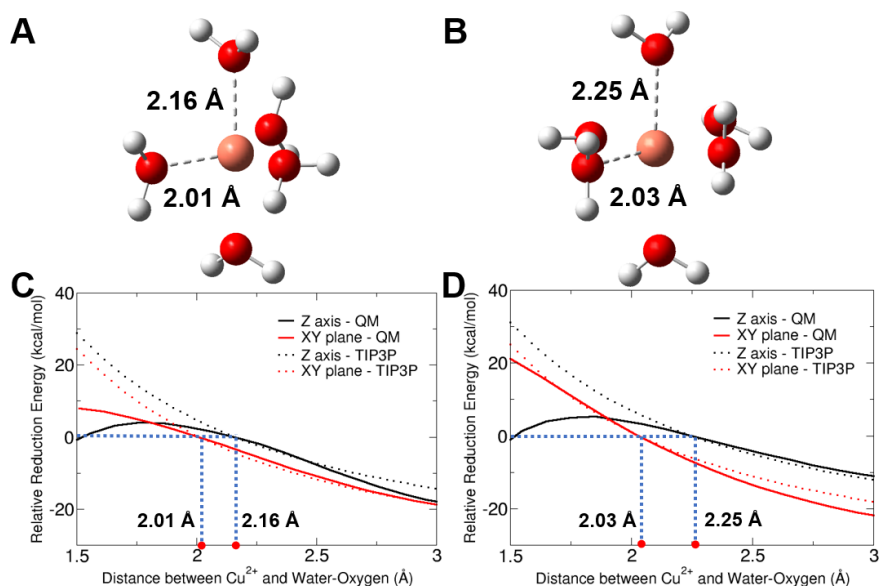 A
B
2.16 Å
2.25 Å
2.01 Å
2.03 Å
C
D
Relative Reduction Energy (kcal/mol)
40
20
0
-20
Z axis - QM
XY plane - QM
Z axis - TIP3P
XY plane - TIP3P
2.01 Å
2.16 Å
1.5
2
2.5
3
Distance between Cu²⁺ and Water-Oxygen (Å)
Relative Reduction Energy (kcal/mol)
40
20
0
-20
Z axis - QM
XY plane - QM
Z axis - TIP3P
XY plane - TIP3P
2.03 Å
2.25 Å
1.5
2
2.5
3
Distance between Cu²⁺ and Water-Oxygen (Å)